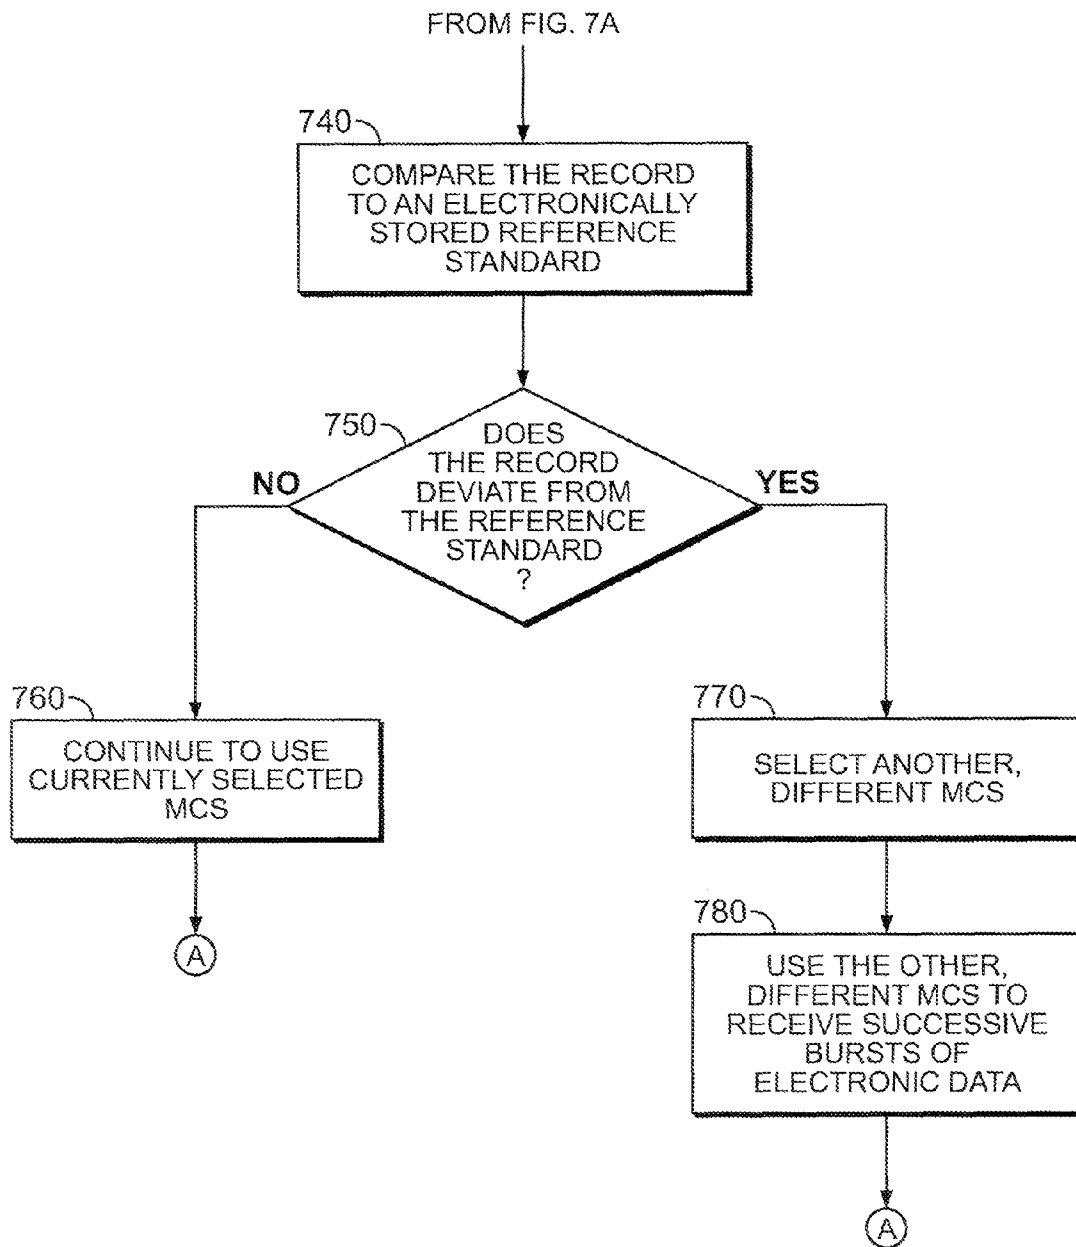 FROM FIG. 7A
740
COMPARE THE RECORD
TO AN ELECTRONICALLY
STORED REFERENCE
STANDARD
750
DOES
THE RECORD
DEVIATE FROM
THE REFERENCE
STANDARD
?
NO
YES
760
CONTINUE TO USE
CURRENTLY SELECTED
MCS
A
770
SELECT ANOTHER,
DIFFERENT MCS
780
USE THE OTHER,
DIFFERENT MCS TO
RECEIVE SUCCESSIVE
BURSTS OF
ELECTRONIC DATA
A